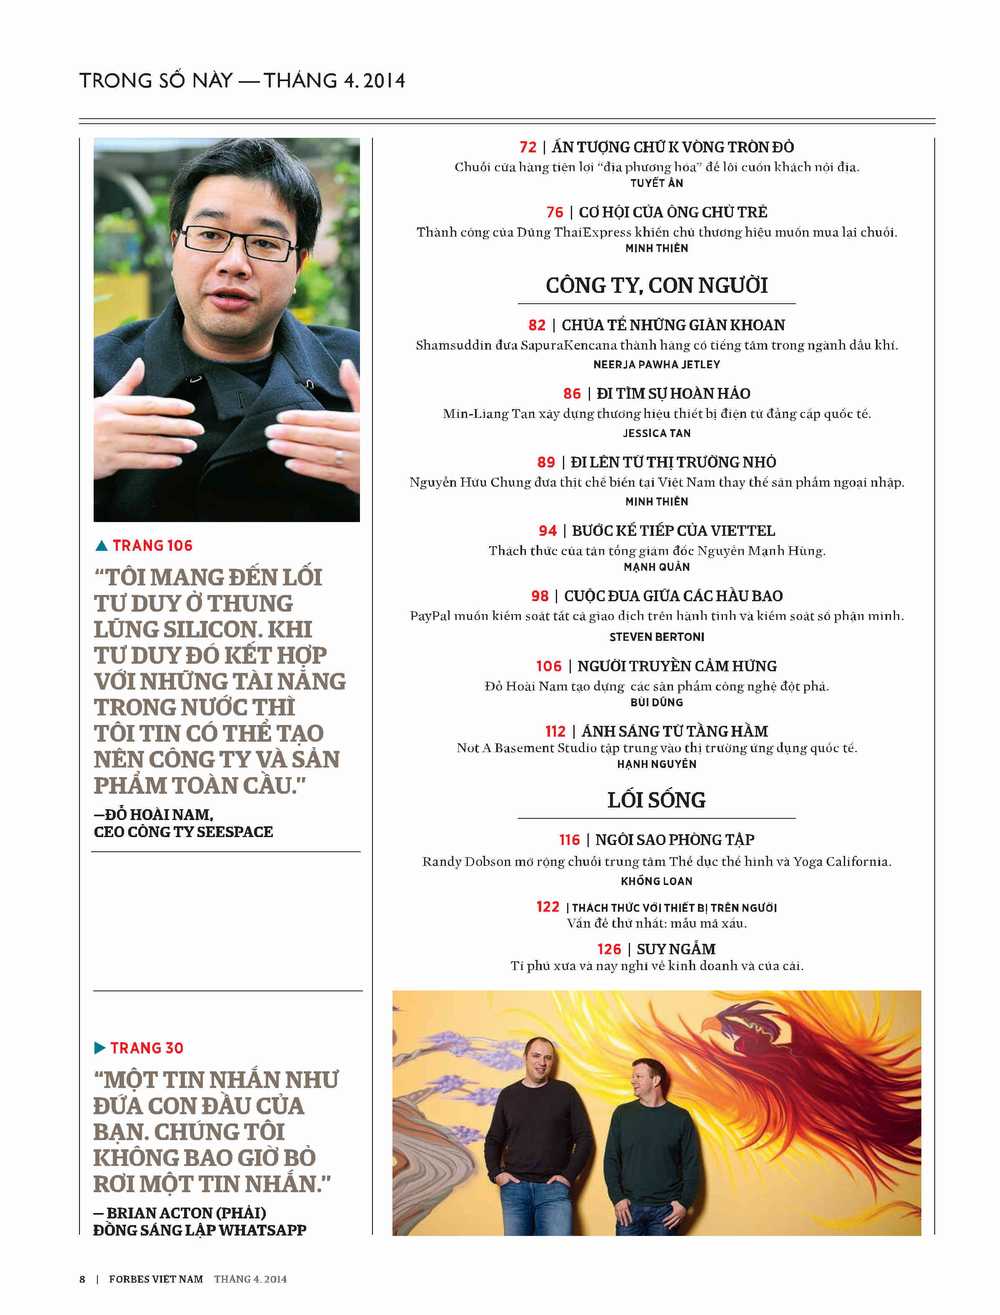 TRONG SỐ NÀY — THÁNG 4. 2014
▲ TRANG 106
“TÔI MANG ĐẾN LỐI
TƯ DUY Ở THUNG
LŨNG SILICON. KHI
TƯ DUY ĐÓ KẾT HỢP
VỚI NHỮNG TÀI NĂNG
TRONG NƯỚC THÌ
TÔI TIN CÓ THỂ TẠO
NÊN CÔNG TY VÀ SẢN
PHẨM TOÀN CẦU.”
—ĐỖ HOÀI NAM,
CEO CÔNG TY SEESPACE
▶ TRANG 30
“MỘT TIN NHẮN NHƯ
ĐỨA CON ĐẦU CỦA
BẠN. CHÚNG TÔI
KHÔNG BAO GIỜ BỎ
RƠI MỘT TIN NHẮN.”
— BRIAN ACTON (PHẢI)
ĐỒNG SÁNG LẬP WHATSAPP
72 | ẤN TƯỢNG CHỮ K VÒNG TRÒN ĐỎ
Chuỗi cửa hàng tiện lợi “địa phương hóa” để lôi cuốn khách nội địa.
TUYẾT ÂN
76 | CƠ HỘI CỦA ÔNG CHỦ TRẺ
Thành công của Dũng ThaiExpress khiến chủ thương hiệu muốn mua lại chuỗi.
MINH THIÊN
CÔNG TY, CON NGƯỜI
82 | CHÚA TỂ NHỮNG GIÀN KHOAN
Shamsuddin đưa SapuraKencana thành hãng có tiếng tăm trong ngành dầu khí.
NEERJA PAWHA JETLEY
86 | ĐI TÌM SỰ HOÀN HẢO
Min-Liang Tan xây dựng thương hiệu thiết bị điện tử đẳng cấp quốc tế.
JESSICA TAN
89 | ĐI LÊN TỪ THỊ TRƯỜNG NHỎ
Nguyễn Hữu Chung đưa thịt chế biến tại Việt Nam thay thế sản phẩm ngoại nhập.
MINH THIÊN
94 | BƯỚC KẾ TIẾP CỦA VIETTEL
Thách thức của tân tổng giám đốc Nguyễn Mạnh Hùng.
MẠNH QUÂN
98 | CUỘC ĐUA GIỮA CÁC HẦU BAO
PayPal muốn kiểm soát tất cả giao dịch trên hành tinh và kiểm soát số phận mình.
STEVEN BERTONI
106 | NGƯỜI TRUYỀN CẢM HỨNG
Đỗ Hoài Nam tạo dựng các sản phẩm công nghệ đột phá.
BÙI DŨNG
112 | ÁNH SÁNG TỪ TẦNG HẦM
Not A Basement Studio tập trung vào thị trường ứng dụng quốc tế.
HẠNH NGUYÊN
LỐI SỐNG
116 | NGÔI SAO PHÒNG TẬP
Randy Dobson mở rộng chuỗi trung tâm Thể dục thể hình và Yoga California.
KHỔNG LOAN
122 | THÁCH THỨC VỚI THIẾT BỊ TRÊN NGƯỜI
Vấn đề thứ nhất: mẫu mã xấu.
126 | SUY NGẪM
Tỉ phú xưa và nay nghĩ về kinh doanh và của cải.
8 | FORBES VIỆT NAM THÁNG 4. 2014